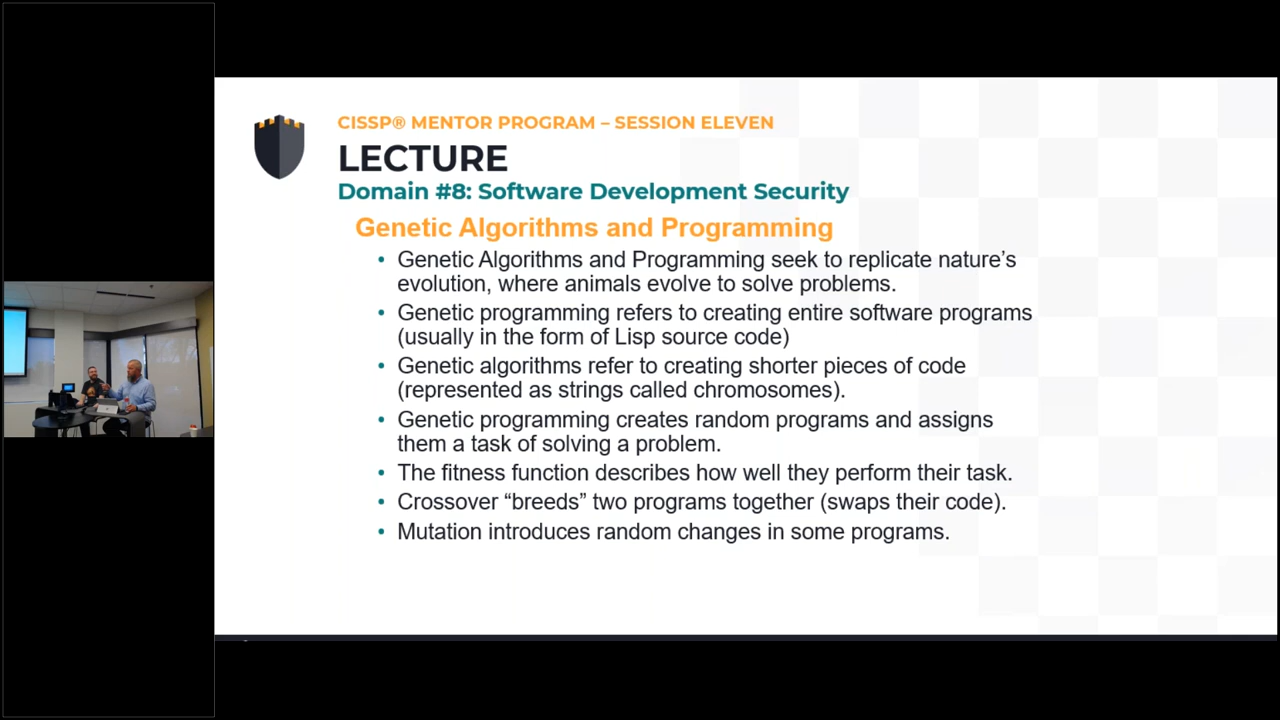 CISSP® MENTOR PROGRAM – SESSION ELEVEN
LECTURE
Domain #8: Software Development Security
Genetic Algorithms and Programming
• Genetic Algorithms and Programming seek to replicate nature's
evolution, where animals evolve to solve problems.
• Genetic programming refers to creating entire software programs
(usually in the form of Lisp source code)
• Genetic algorithms refer to creating shorter pieces of code
(represented as strings called chromosomes).
• Genetic programming creates random programs and assigns
them a task of solving a problem.
• The fitness function describes how well they perform their task.
• Crossover “breeds” two programs together (swaps their code).
• Mutation introduces random changes in some programs.